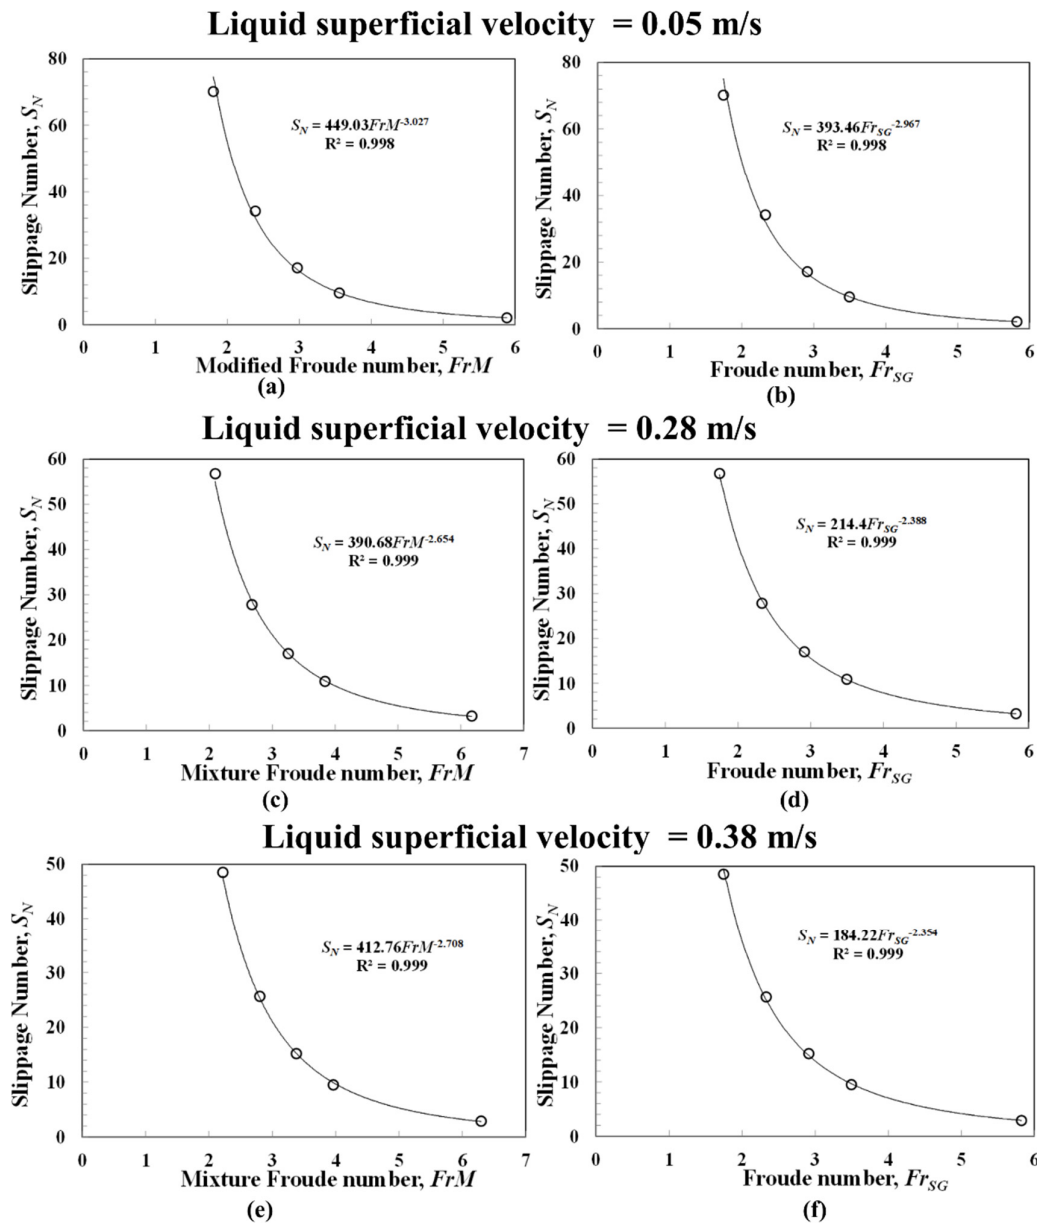 Liquid superficial velocity = 0.05 m/s
80
60
40
20
0
Slippage Number, S_N
S_N = 449.03FrM^-3.027
R² = 0.998
0 1 2 3 4 5 6
Modified Froude number, FrM
(a)
80
60
40
20
0
Slippage Number, S_N
S_N = 393.46Fr_SG^-2.967
R² = 0.998
0 1 2 3 4 5 6
Froude number, Fr_SG
(b)
Liquid superficial velocity = 0.28 m/s
60
50
40
30
20
10
0
Slippage Number, S_N
S_N = 390.68FrM^-2.654
R² = 0.999
0 1 2 3 4 5 6 7
Mixture Froude number, FrM
(c)
60
50
40
30
20
10
0
Slippage Number, S_N
S_N = 214.4Fr_SG^-2.388
R² = 0.999
0 1 2 3 4 5 6
Froude number, Fr_SG
(d)
Liquid superficial velocity = 0.38 m/s
50
40
30
20
10
0
Slippage Number, S_N
S_N = 412.76FrM^-2.708
R² = 0.999
0 1 2 3 4 5 6 7
Mixture Froude number, FrM
(e)
50
40
30
20
10
0
Slippage Number, S_N
S_N = 184.22Fr_SG^-2.354
R² = 0.999
0 1 2 3 4 5 6
Froude number, Fr_SG
(f)